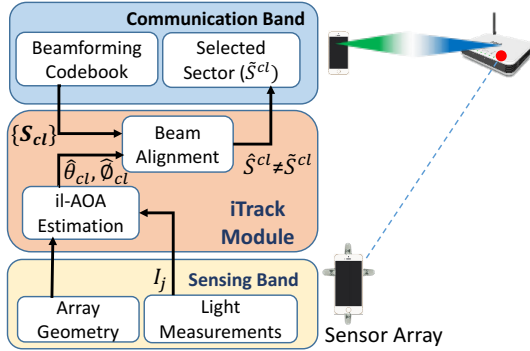 Communication Band
Beamforming
Codebook
Selected
Sector (S̃^cl)
{S_cl}
Beam
Alignment
θ̂_cl, ∅̂_cl
Ŝ^cl≠S̃^cl
il-AOA
Estimation
iTrack
Module
I_j
Sensing Band
Array
Geometry
Light
Measurements
Sensor Array